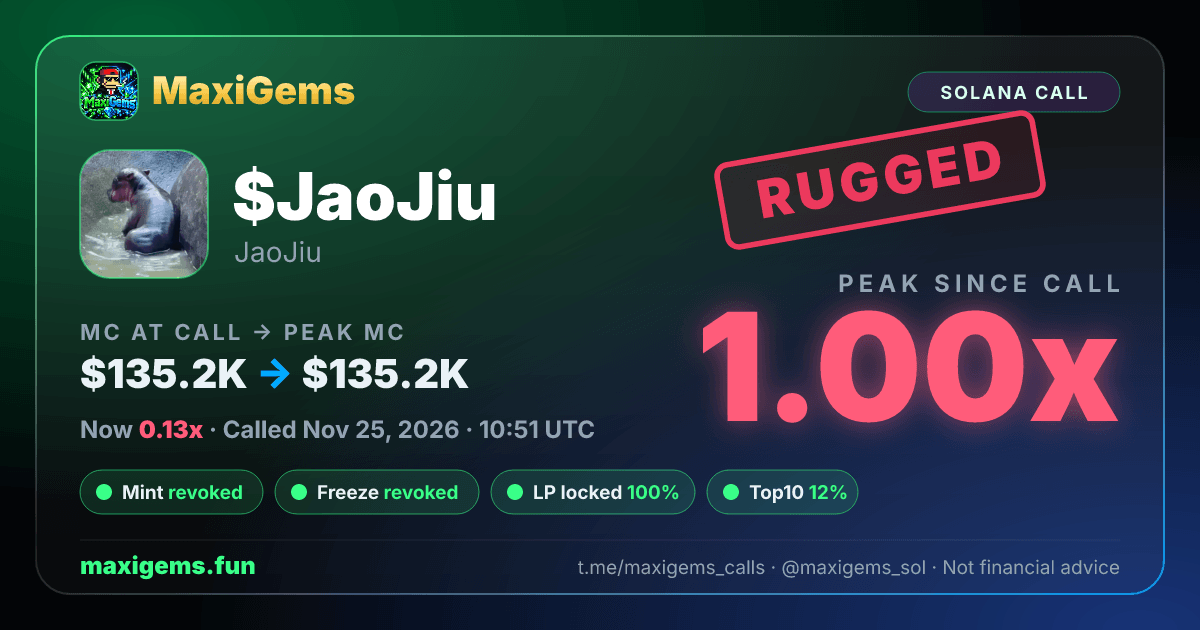 MaxiGems
MaxiGems
SOLANA CALL
RUGGED
$JaoJiu
JaoJiu
PEAK SINCE CALL
1.00x
MC AT CALL → PEAK MC
$135.2K → $135.2K
Now 0.13x · Called Nov 25, 2026 · 10:51 UTC
Mint revoked
Freeze revoked
LP locked 100%
Top10 12%
maxigems.fun
t.me/maxigems_calls · @maxigems_sol · Not financial advice